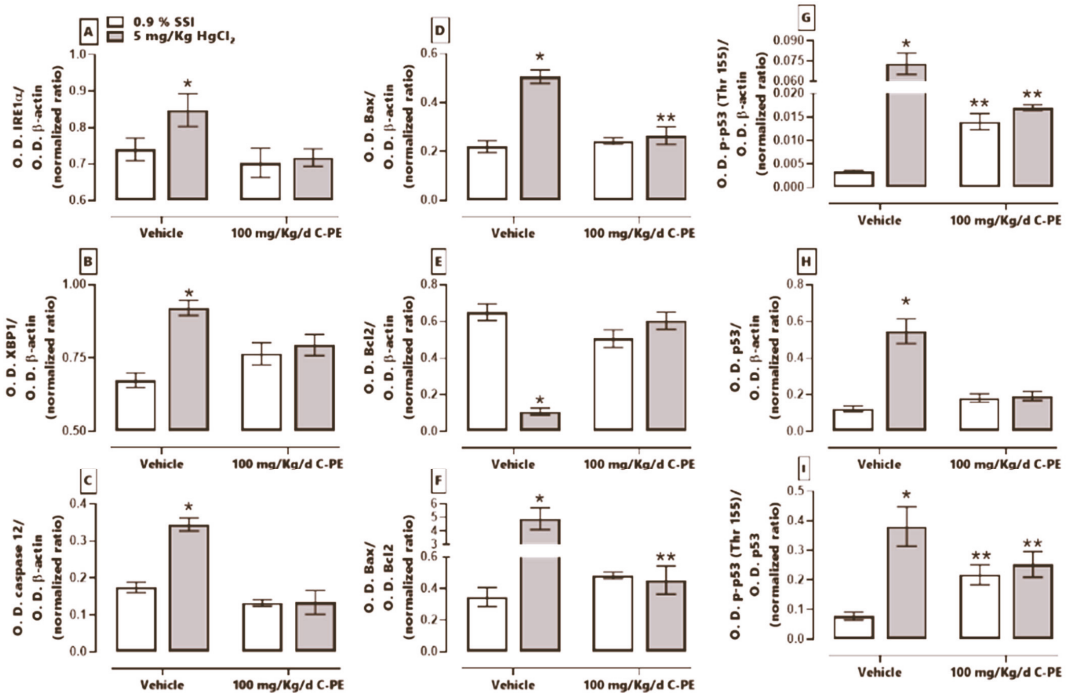 A
0.9 % SSI
5 mg/Kg HgCl₂
O. D. IRE1α/
O. D. β-actin
(normalized ratio)
1.0
0.9
0.8
0.7
0.6
*
Vehicle
100 mg/Kg/d C-PE
D
O. D. Bax/
O. D. β-actin
(normalized ratio)
0.6
0.4
0.2
0.0
*
**
Vehicle
100 mg/Kg/d C-PE
G
O. D. p-p53 (Thr 155)/
O. D. β-actin
(normalized ratio)
0.090
0.075
0.060
0.020
0.015
0.010
0.005
0.000
*
**
**
Vehicle
100 mg/Kg/d C-PE
B
O. D. XBP1/
O. D. β-actin
(normalized ratio)
1.00
0.75
0.50
*
Vehicle
100 mg/Kg/d C-PE
E
O. D. Bcl2/
O. D. β-actin
(normalized ratio)
0.8
0.6
0.4
0.2
0.0
*
Vehicle
100 mg/Kg/d C-PE
H
O. D. p53/
O. D. β-actin
(normalized ratio)
0.8
0.6
0.4
0.2
0.0
*
Vehicle
100 mg/Kg/d C-PE
C
O. D. caspase 12/
O. D. β-actin
(normalized ratio)
0.4
0.3
0.2
0.1
0.0
*
Vehicle
100 mg/Kg/d C-PE
F
O. D. Bax/
O. D. Bcl2
(normalized ratio)
6
5
4
3
0.6
0.4
0.2
0.0
*
**
Vehicle
100 mg/Kg/d C-PE
I
O. D. p-p53 (Thr 155)/
O. D. p53
(normalized ratio)
0.5
0.4
0.3
0.2
0.1
0.0
*
**
**
Vehicle
100 mg/Kg/d C-PE